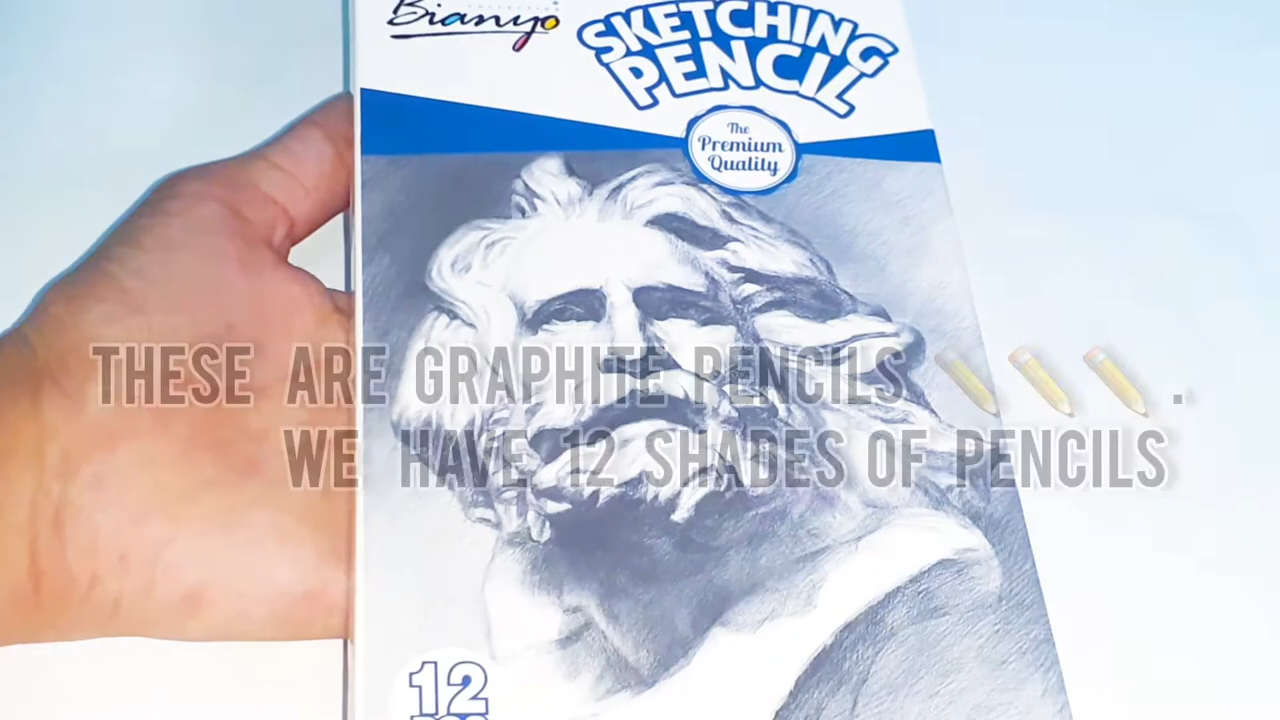 Bianyo
SKETCHING
PENCIL
The
Premium
Quality
THESE ARE GRAPHITE PENCILS ✏️✏️✏️.
WE HAVE 12 SHADES OF PENCILS
12